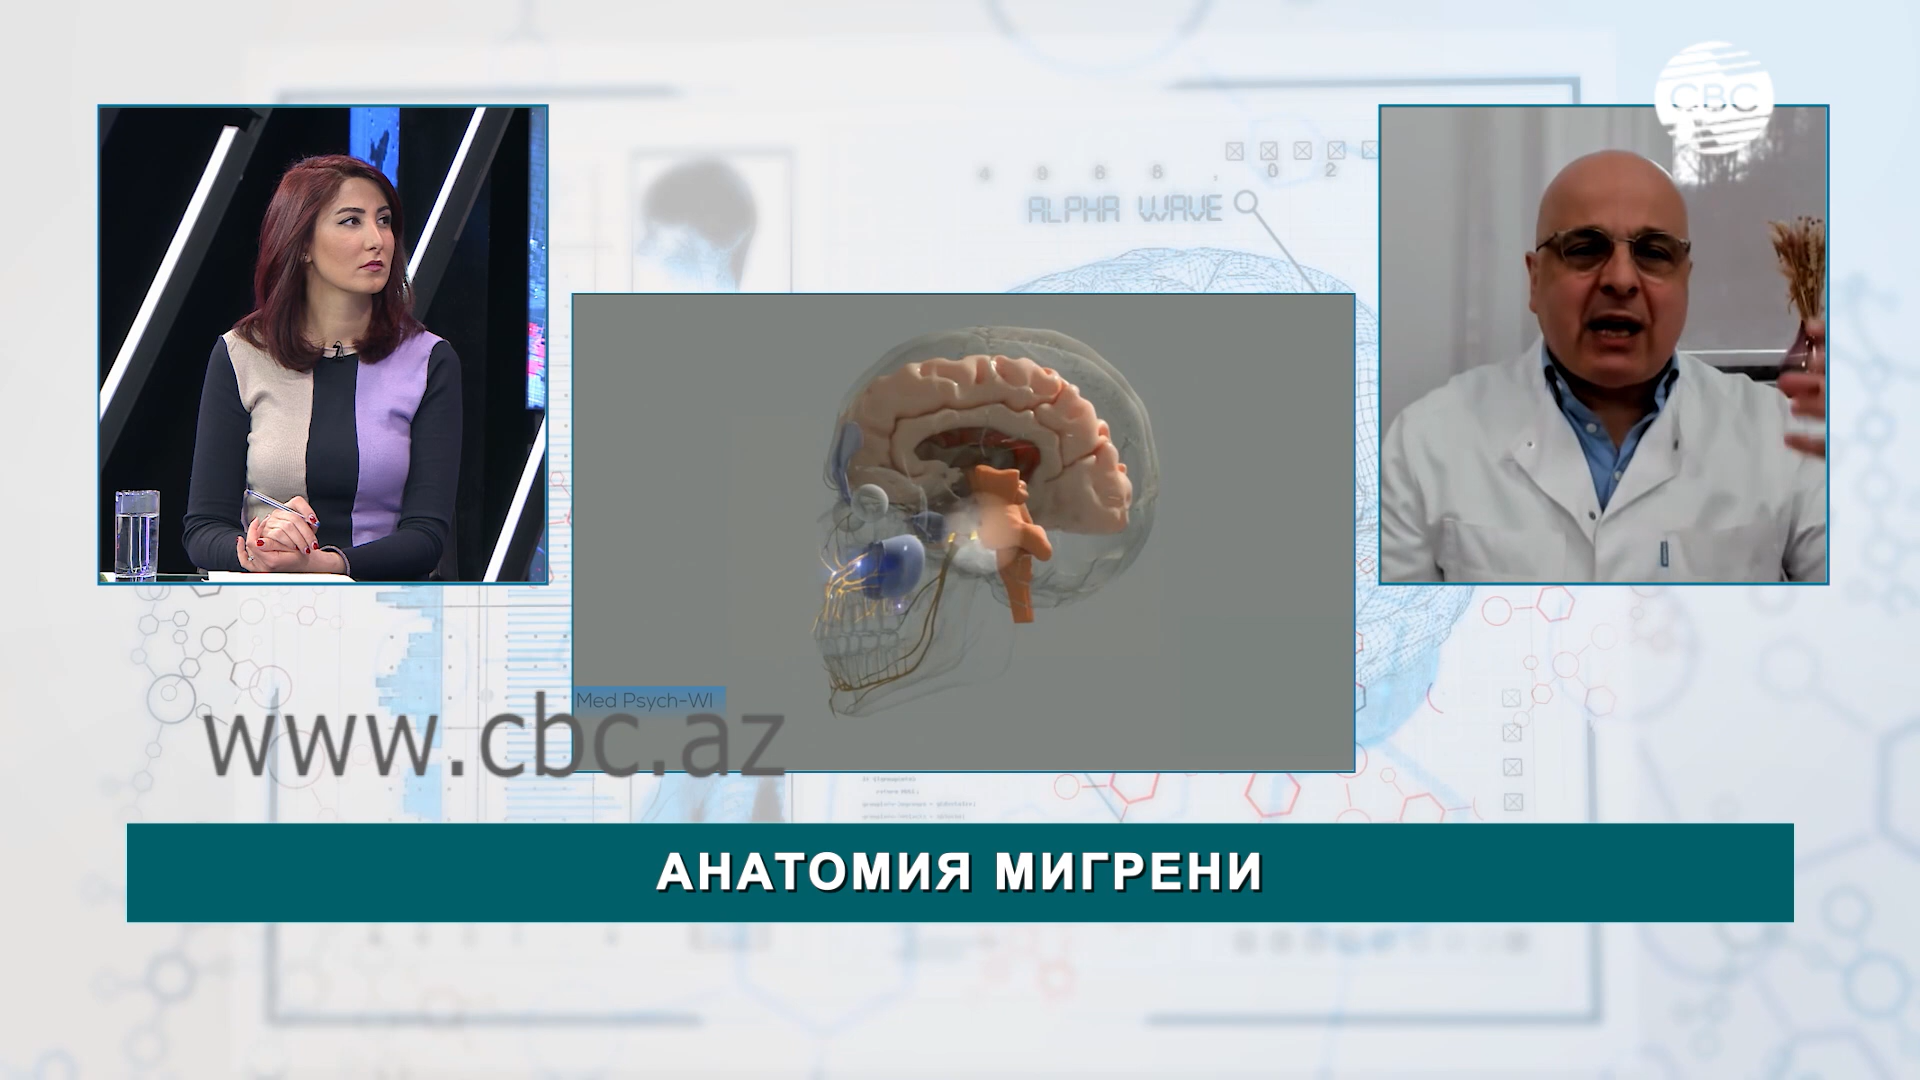 CBC
4 9 8 8 . 0 2
ALPHA WAVE
Med Psych-WI
www.cbc.az
АНАТОМИЯ МИГРЕНИ